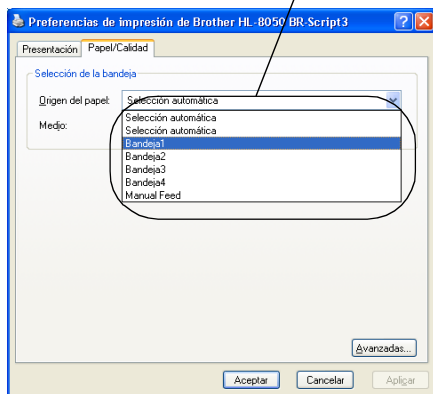 Preferencias de impresión de Brother HL-8050 BR-Script3
Presentación Papel/Calidad
Selección de la bandeja
Origen del papel: Selección automática
Medio:
Selección automática
Selección automática
Bandeja1
Bandeja2
Bandeja3
Bandeja4
Manual Feed
Avanzadas...
Aceptar Cancelar Aplicar